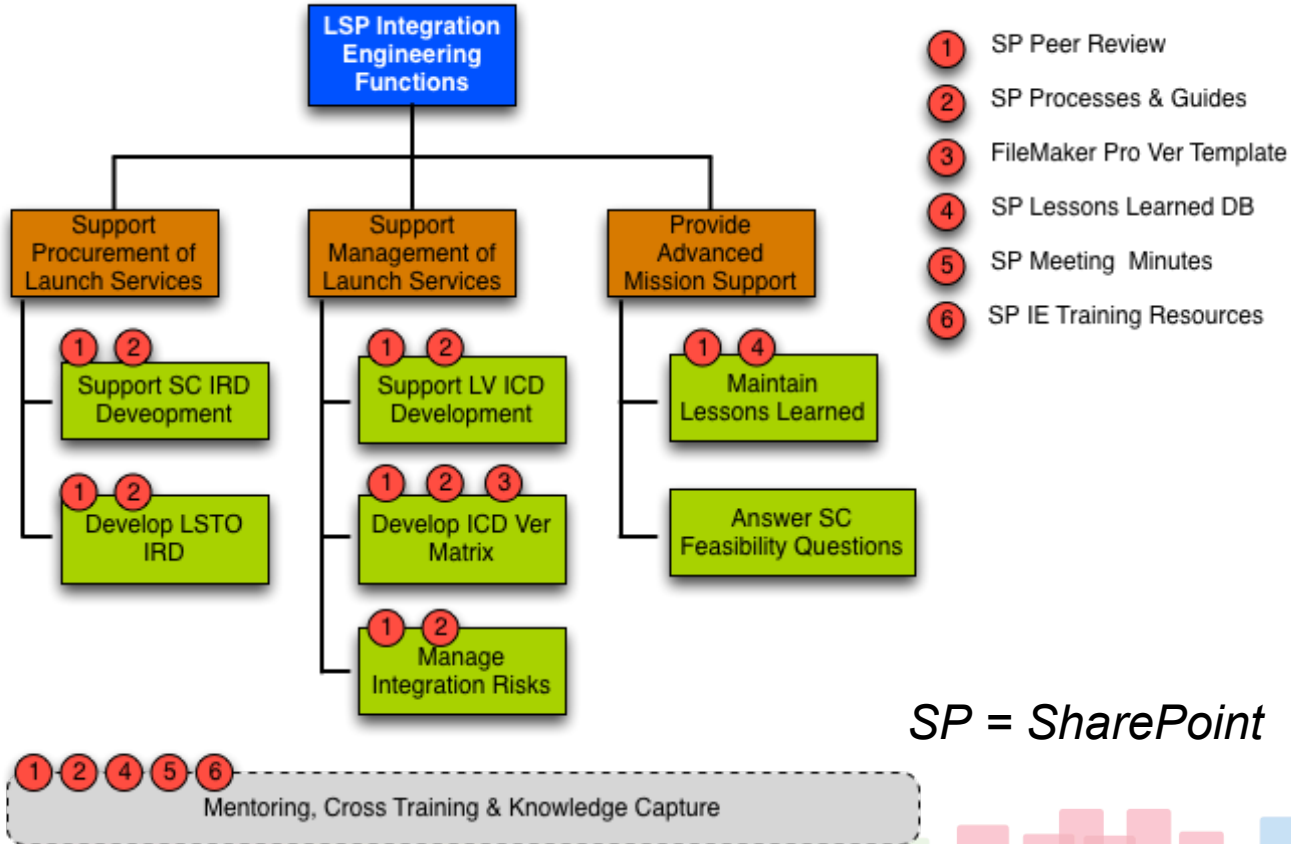 LSP Integration
Engineering
Functions
Support
Procurement of
Launch Services
Support
Management of
Launch Services
Provide
Advanced
Mission Support
1 2
Support SC IRD
Deveopment
1 2
Develop LSTO
IRD
1 2
Support LV ICD
Development
1 2 3
Develop ICD Ver
Matrix
1 2
Manage
Integration Risks
1 4
Maintain
Lessons Learned
Answer SC
Feasibility Questions
1 SP Peer Review
2 SP Processes & Guides
3 FileMaker Pro Ver Template
4 SP Lessons Learned DB
5 SP Meeting Minutes
6 SP IE Training Resources
SP = SharePoint
1 2 4 5 6
Mentoring, Cross Training & Knowledge Capture